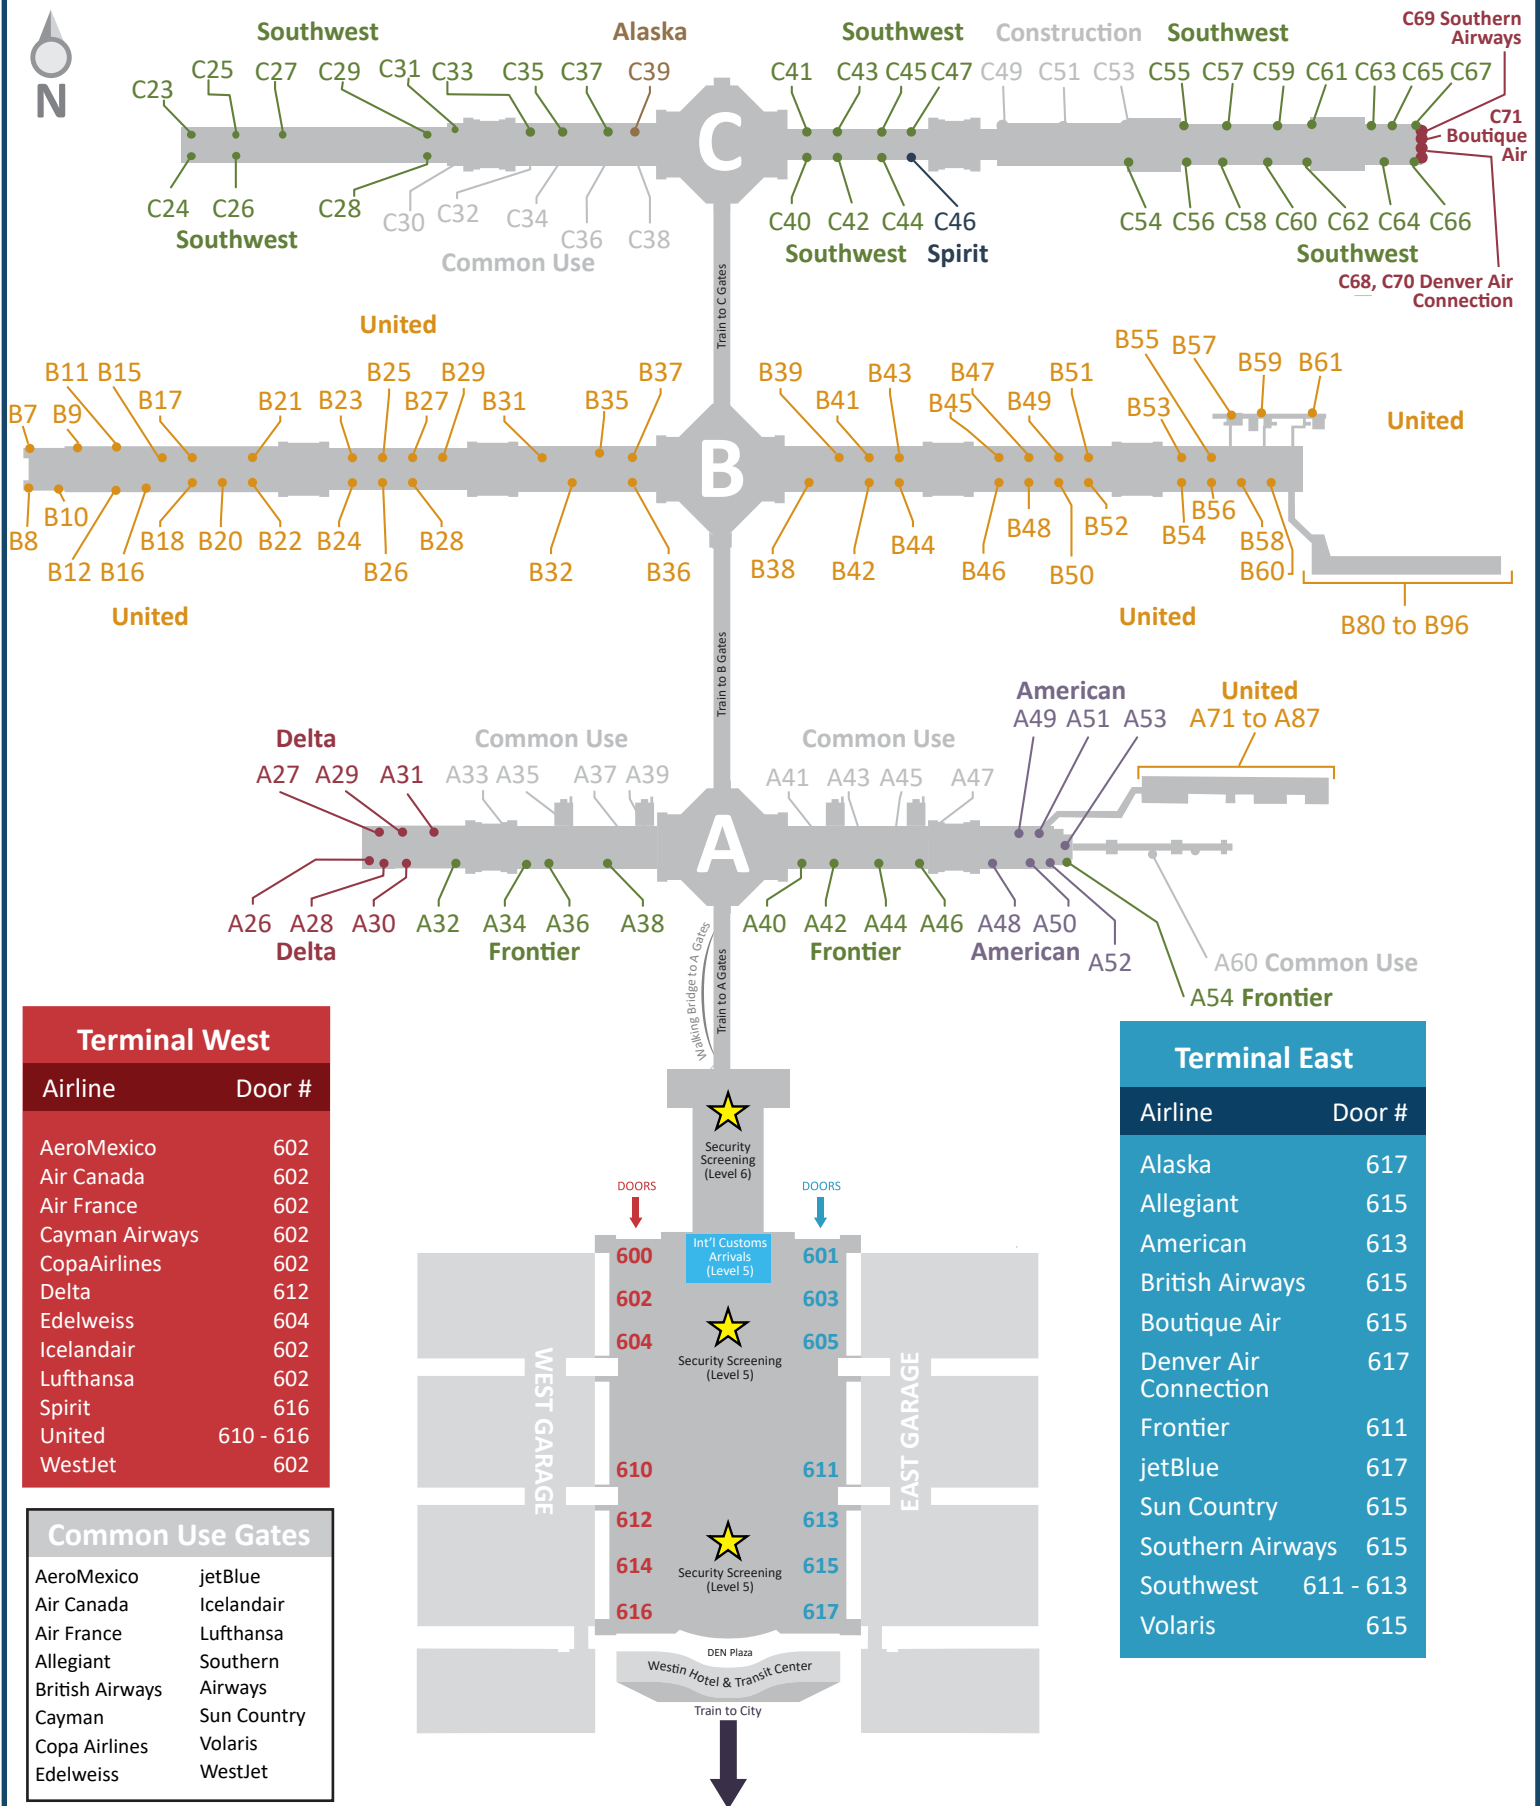 N
Southwest
Alaska
Southwest
Construction
Southwest
C69 Southern
Airways
C23
C25
C27
C29
C31
C33
C35
C37
C39
C41
C43
C45
C47
C49
C51
C53
C55
C57
C59
C61
C63
C65
C67
C71
Boutique
Air
C
C24
C26
C28
C30
C32
C34
C36
C38
C40
C42
C44
C46
C54
C56
C58
C60
C62
C64
C66
Southwest
Common Use
Southwest
Spirit
Southwest
C68, C70 Denver Air
Connection
Train to C Gates
United
B7
B9
B11
B15
B17
B21
B23
B25
B27
B29
B31
B35
B37
B39
B41
B43
B45
B47
B49
B51
B53
B55
B57
B59
B61
United
B
B8
B10
B12
B16
B18
B20
B22
B24
B26
B28
B32
B36
B38
B42
B44
B46
B48
B50
B52
B54
B56
B58
B60
United
United
B80 to B96
Train to B Gates
Delta
Common Use
Common Use
American
United
A27
A29
A31
A33
A35
A37
A39
A41
A43
A45
A47
A49
A51
A53
A71 to A87
A
A26
A28
A30
A32
A34
A36
A38
A40
A42
A44
A46
A48
A50
A52
Delta
Frontier
Frontier
American
A60 Common Use
A54 Frontier
Walking Bridge to A Gates
Train to A Gates
Terminal West
Airline Door #
AeroMexico 602
Air Canada 602
Air France 602
Cayman Airways 602
CopaAirlines 602
Delta 612
Edelweiss 604
Icelandair 602
Lufthansa 602
Spirit 616
United 610 - 616
WestJet 602
Terminal East
Airline Door #
Alaska 617
Allegiant 615
American 613
British Airways 615
Boutique Air 615
Denver Air 617
Connection
Frontier 611
jetBlue 617
Sun Country 615
Southern Airways 615
Southwest 611 - 613
Volaris 615
Security
Screening
(Level 6)
DOORS
DOORS
Int'l Customs
Arrivals
(Level 5)
600
601
602
603
604
605
Security Screening
(Level 5)
WEST GARAGE
EAST GARAGE
610
611
612
613
614
615
Security Screening
(Level 5)
616
617
DEN Plaza
Westin Hotel & Transit Center
Train to City
Common Use Gates
AeroMexico
Air Canada
Air France
Allegiant
British Airways
Cayman
Copa Airlines
Edelweiss
jetBlue
Icelandair
Lufthansa
Southern
Airways
Sun Country
Volaris
WestJet